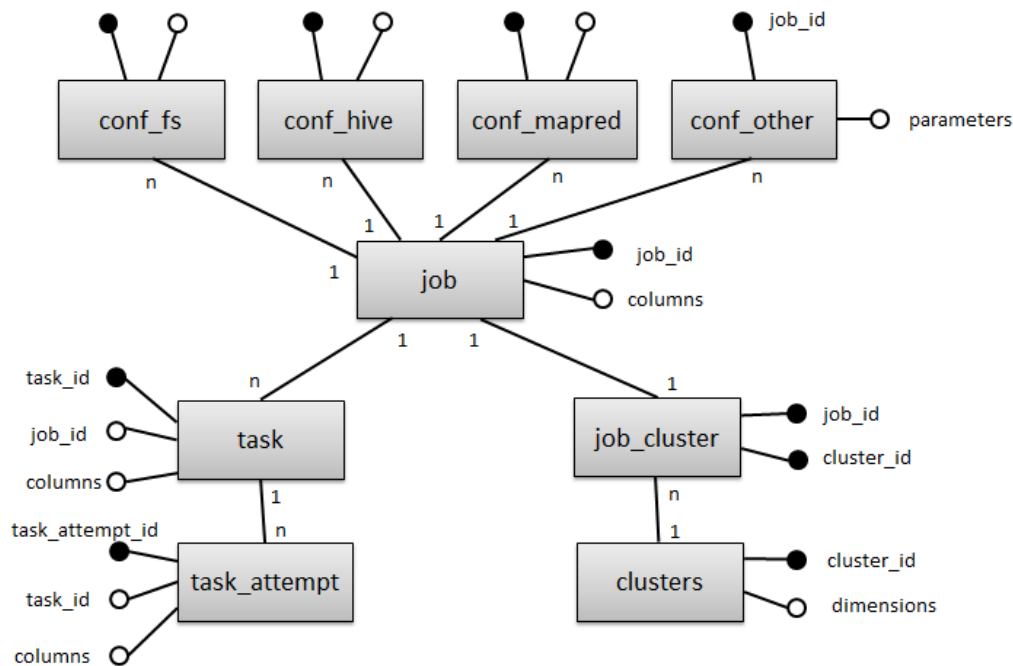 job_id
conf_fs
conf_hive
conf_mapred
conf_other
parameters
n
n
n
n
1
1
1
1
job
job_id
columns
1
1
n
1
task_id
job_id
columns
task
job_cluster
job_id
cluster_id
1
n
n
1
task_attempt_id
task_id
columns
task_attempt
clusters
cluster_id
dimensions